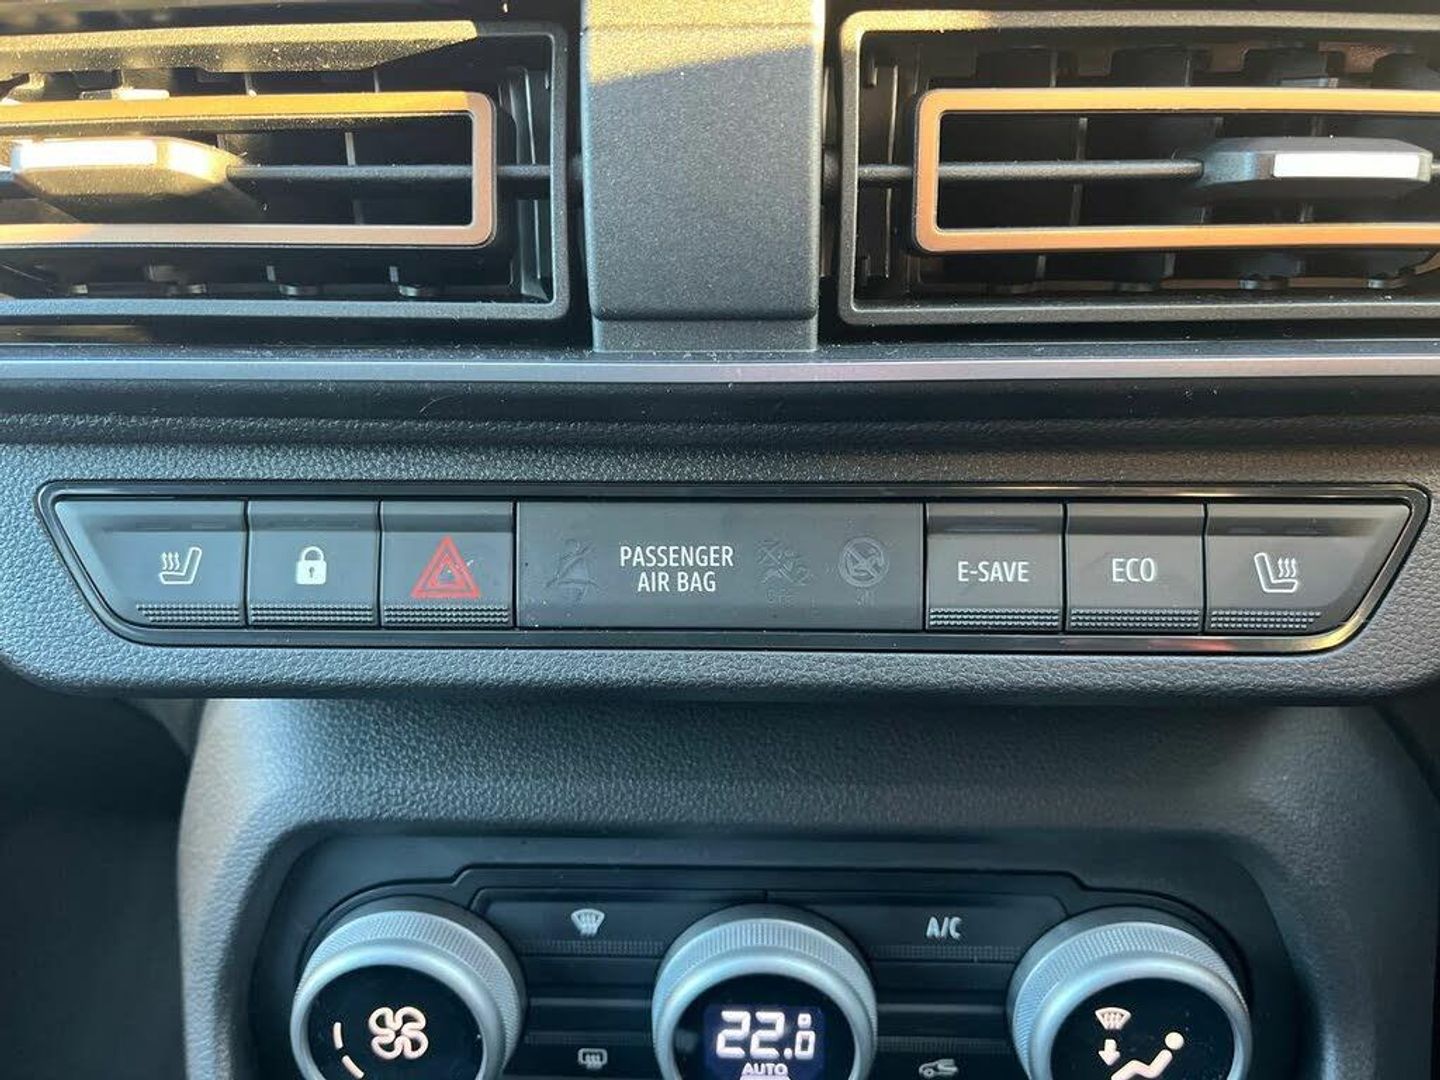 PASSENGER
AIR BAG
E-SAVE
ECO
A/C
22.0
AUTO